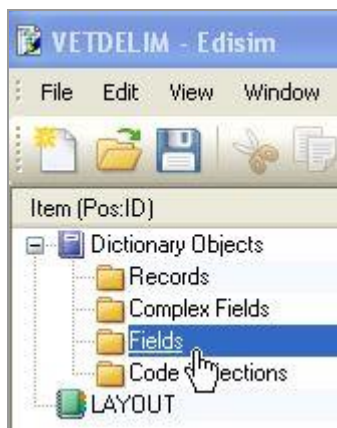 VETDELIM - Edisim
File Edit View Window
Item (Pos:ID)
Dictionary Objects
Records
Complex Fields
Fields
Code
LAYOUT